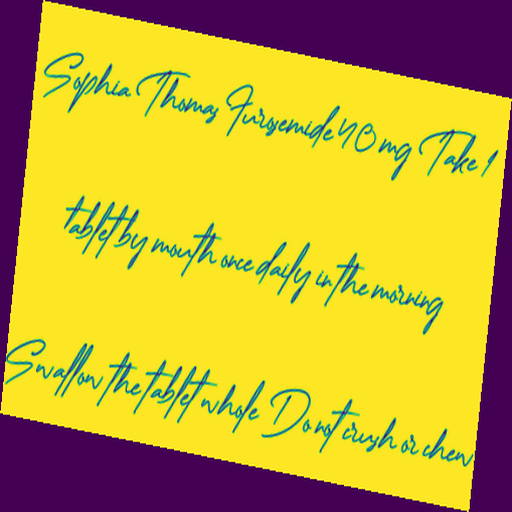 Sophia Thomas Furosemide 40 mg Take 1
tablet by mouth once daily in the morning
Swallow the tablet whole Do not crush or chew